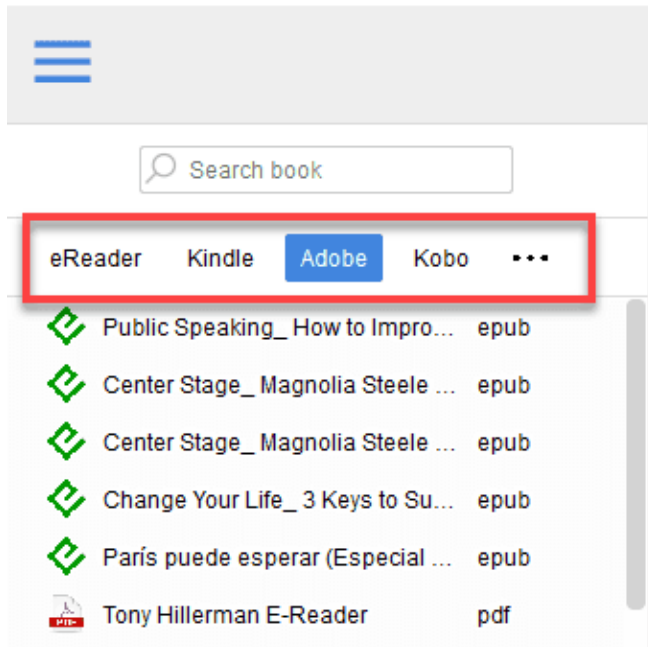 Search book
eReader Kindle Adobe Kobo •••
Public Speaking_ How to Impro... epub
Center Stage_ Magnolia Steele ... epub
Center Stage_ Magnolia Steele ... epub
Change Your Life_ 3 Keys to Su... epub
París puede esperar (Especial ... epub
PDF Tony Hillerman E-Reader pdf